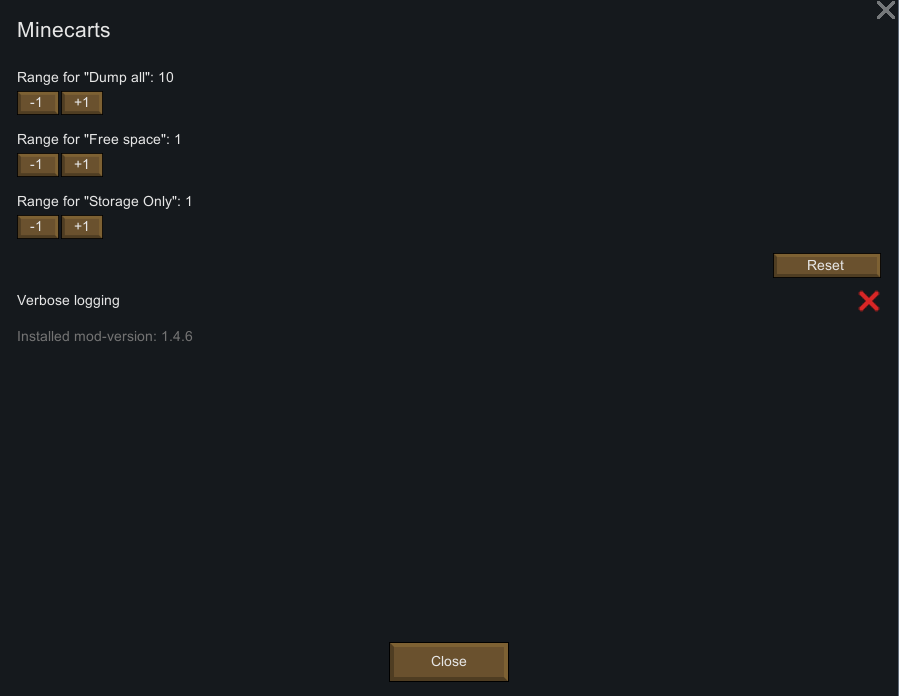 Minecarts
Range for "Dump all": 10
-1 +1
Range for "Free space": 1
-1 +1
Range for "Storage Only": 1
-1 +1
Reset
Verbose logging
Installed mod-version: 1.4.6
Close